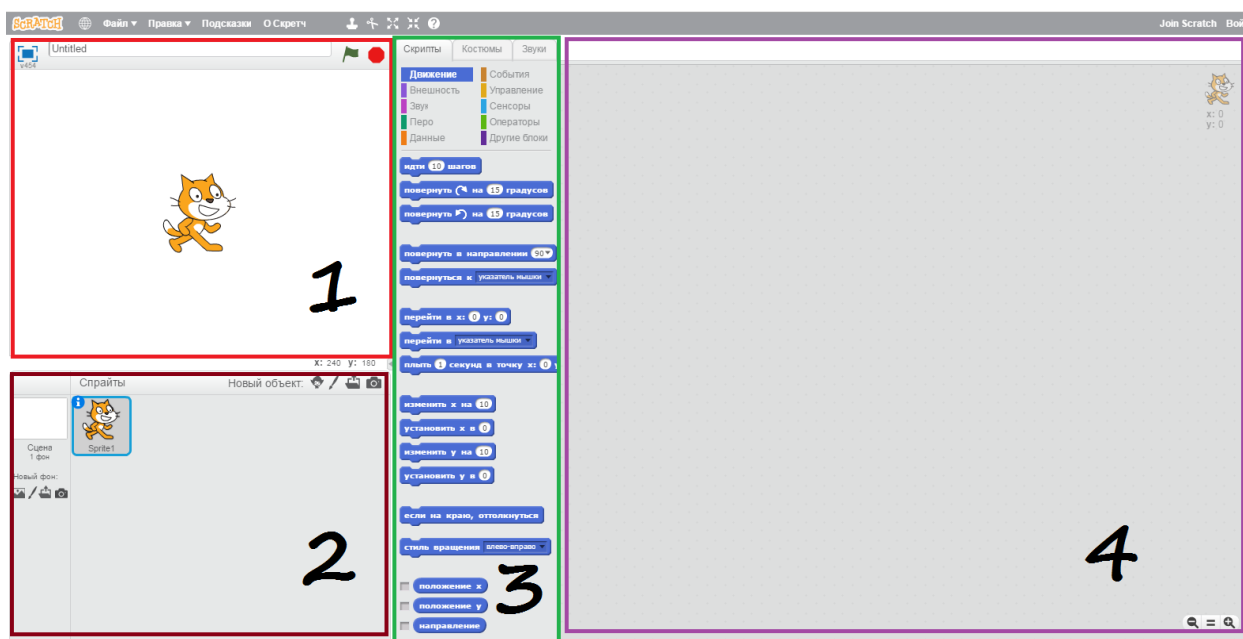 SCRATCH Файл ▾ Правка ▾ Подсказки О Скретч Join Scratch Вой
Untitled
v454
1
x: 240 y: 180
Спрайты Новый объект:
Сцена
1 фон
Sprite1
Новый фон:
2
Скрипты Костюмы Звуки
Движение События
Внешность Управление
Звук Сенсоры
Перо Операторы
Данные Другие блоки
идти 10 шагов
повернуть на 15 градусов
повернуть на 15 градусов
повернуть в направлении 90▾
повернуться к указатель мышки
перейти в x: 0 y: 0
перейти в указатель мышки
плыть 1 секунд в точку x: 0 y
изменить x на 10
установить x в 0
изменить y на 10
установить y в 0
если на краю, оттолкнуться
стиль вращения влево-вправо
положение x
положение y
направление
3
x: 0
y: 0
4